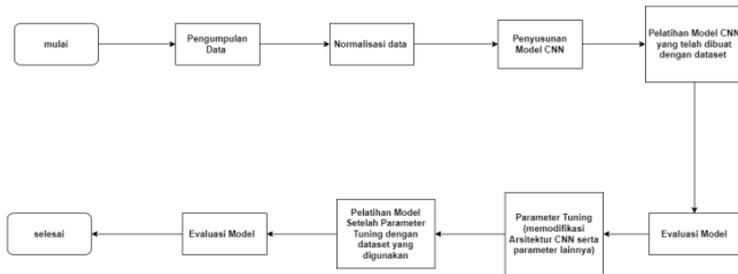 mulai
Pengumpulan
Data
Normalisasi data
Penyusunan
Model CNN
Pelatihan Model CNN
yang telah dibuat
dengan dataset
Evaluasi Model
Parameter Tuning
(memodifikasi
Arsitektur CNN serta
parameter lainnya)
Pelatihan Model
Setelah Parameter
Tuning dengan
dataset yang
digunakan
Evaluasi Model
selesai